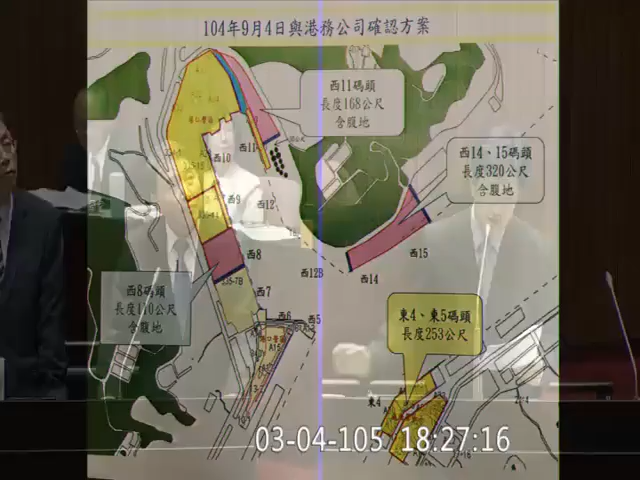 104年9月4日與港務公司確認方案
西11碼頭
長度168公尺
含腹地
西14、15碼頭
長度320公尺
含腹地
西11
西10
西9
西12
西8
西15
西12B
西14
西7
西8碼頭
長度110公尺
含腹地
西6
西5
東4、東5碼頭
長度253公尺
東4
03-04-105 18:27:16